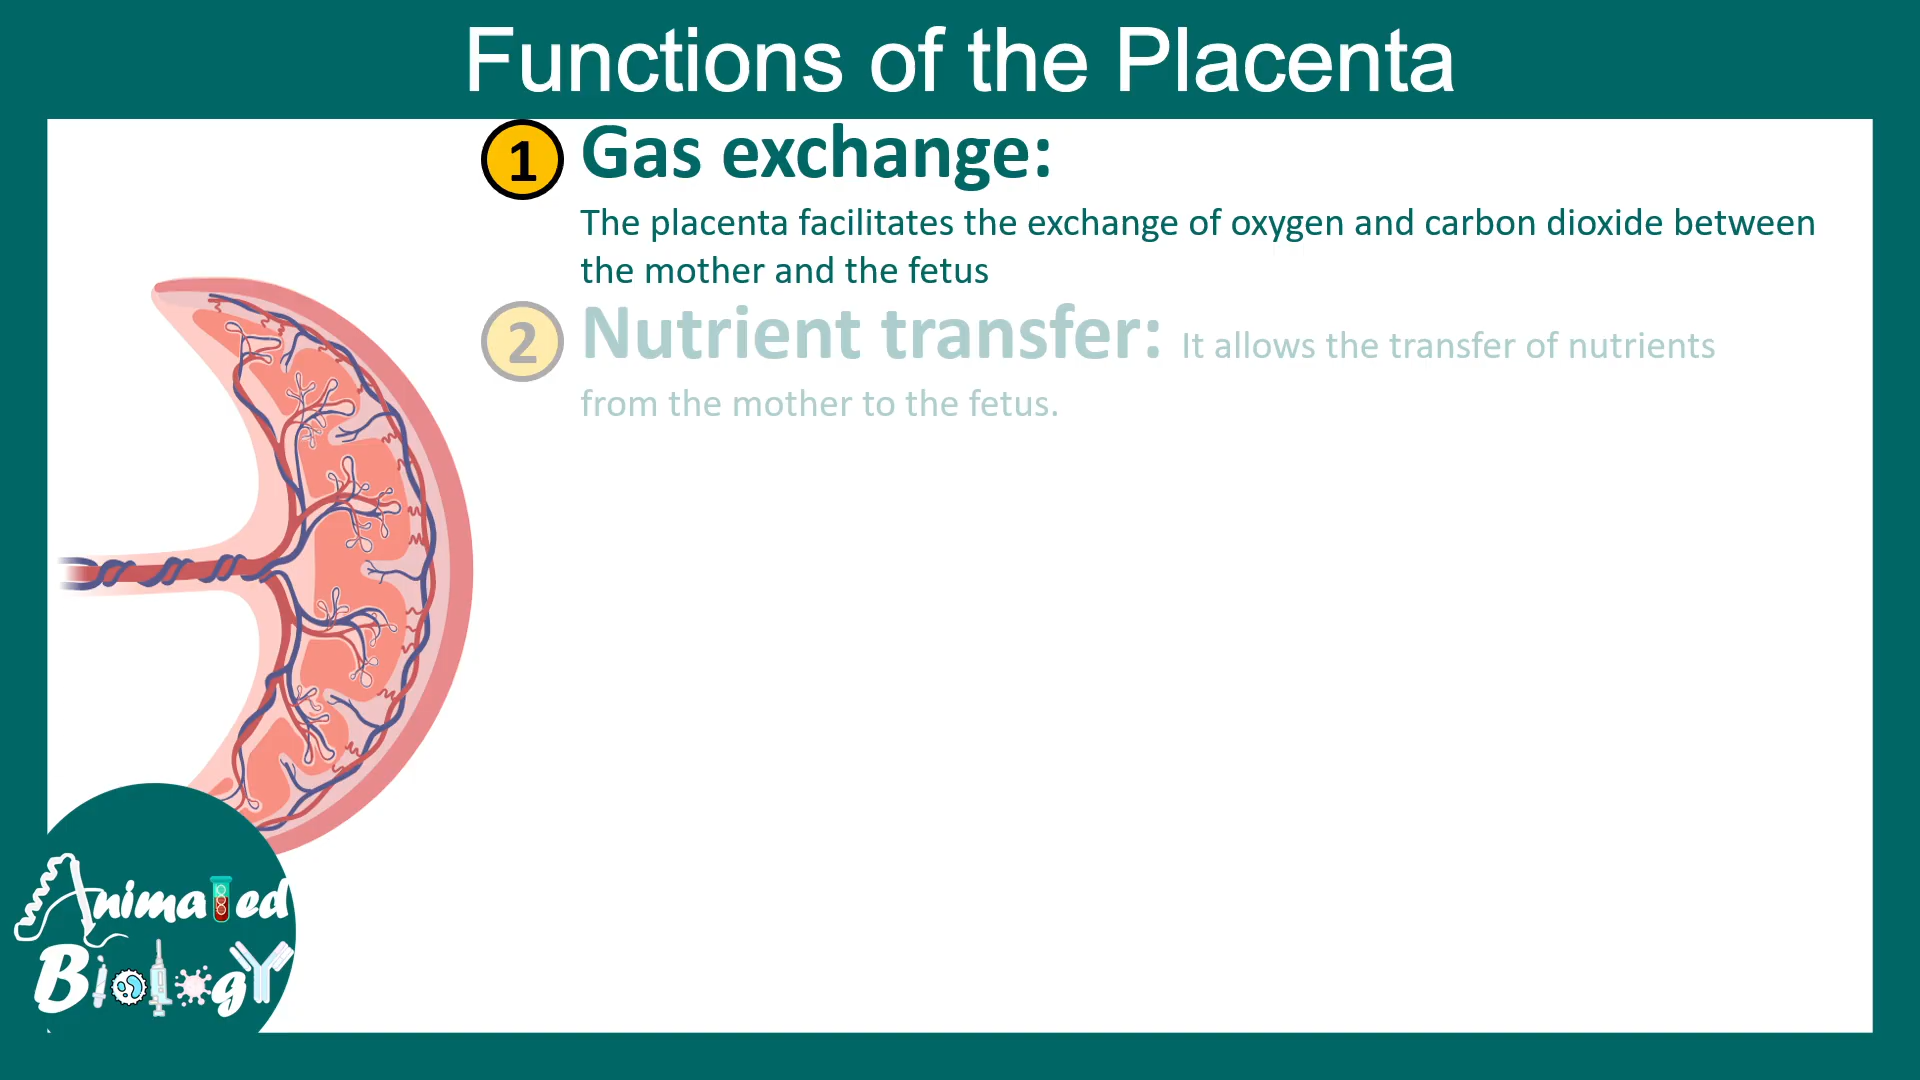 Functions of the Placenta
1 Gas exchange:
The placenta facilitates the exchange of oxygen and carbon dioxide between
the mother and the fetus
2 Nutrient transfer: It allows the transfer of nutrients
from the mother to the fetus.
Animated
Biology